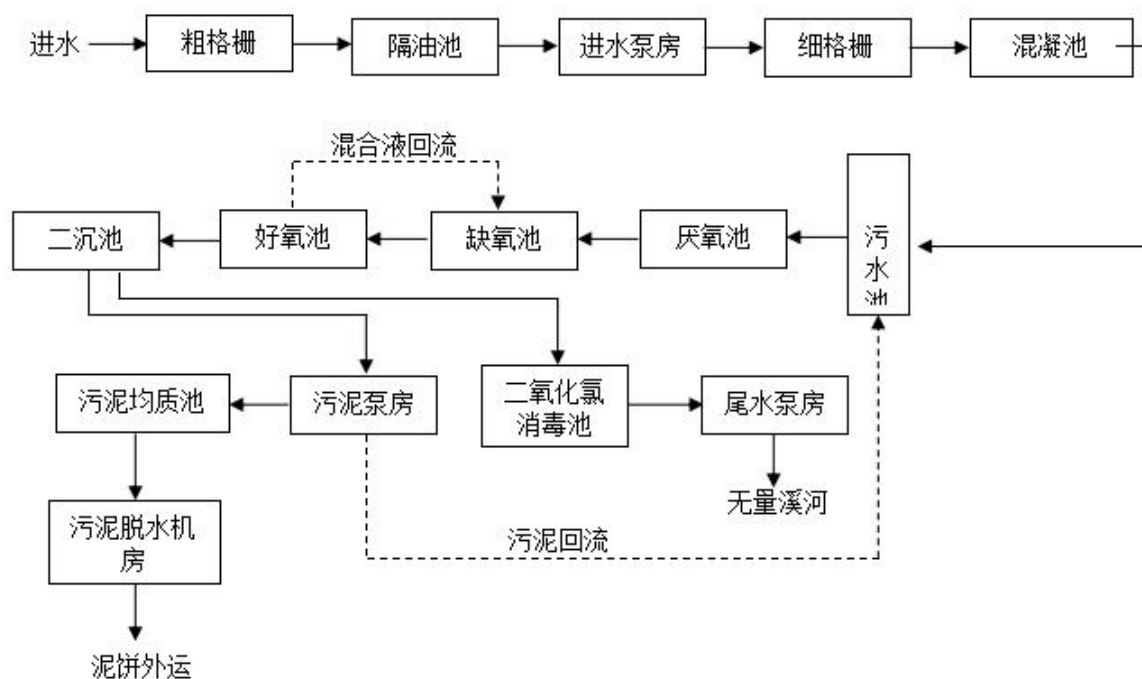 进水
粗格栅
隔油池
进水泵房
细格栅
混凝池
混合液回流
二沉池
好氧池
缺氧池
厌氧池
污
水
池
污泥均质池
污泥泵房
二氧化氯
消毒池
尾水泵房
无量溪河
污泥脱水机
房
污泥回流
泥饼外运